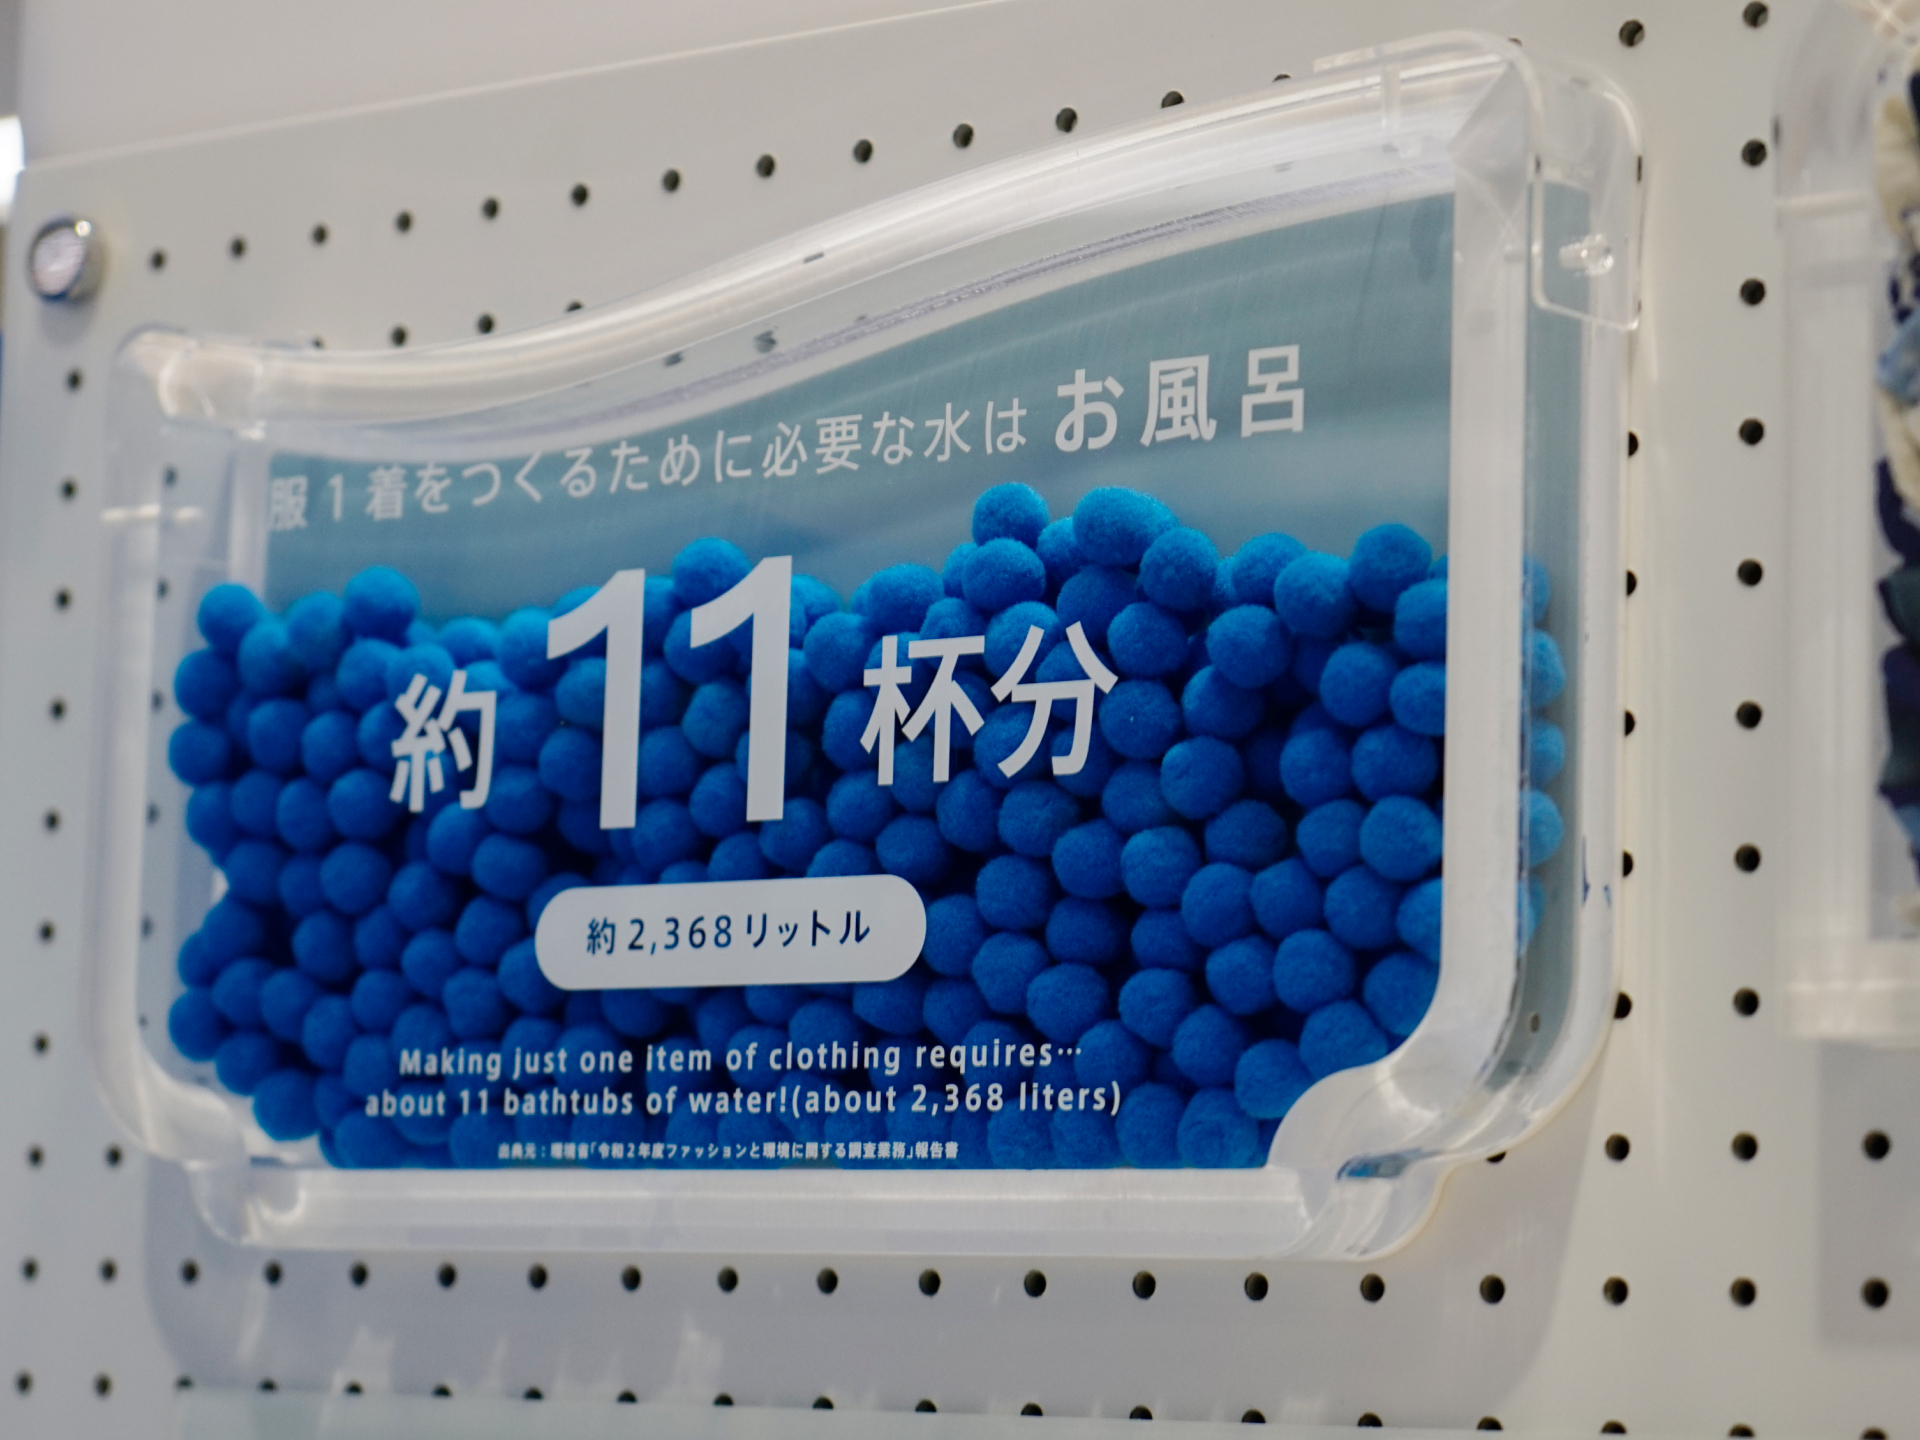 服1着をつくるために必要な水は お風呂
約 11 杯分
約 2,368リットル
Making just one item of clothing requires…
about 11 bathtubs of water!(about 2,368 liters)
出典元：環境省「令和2年度ファッションと環境に関する調査業務」報告書